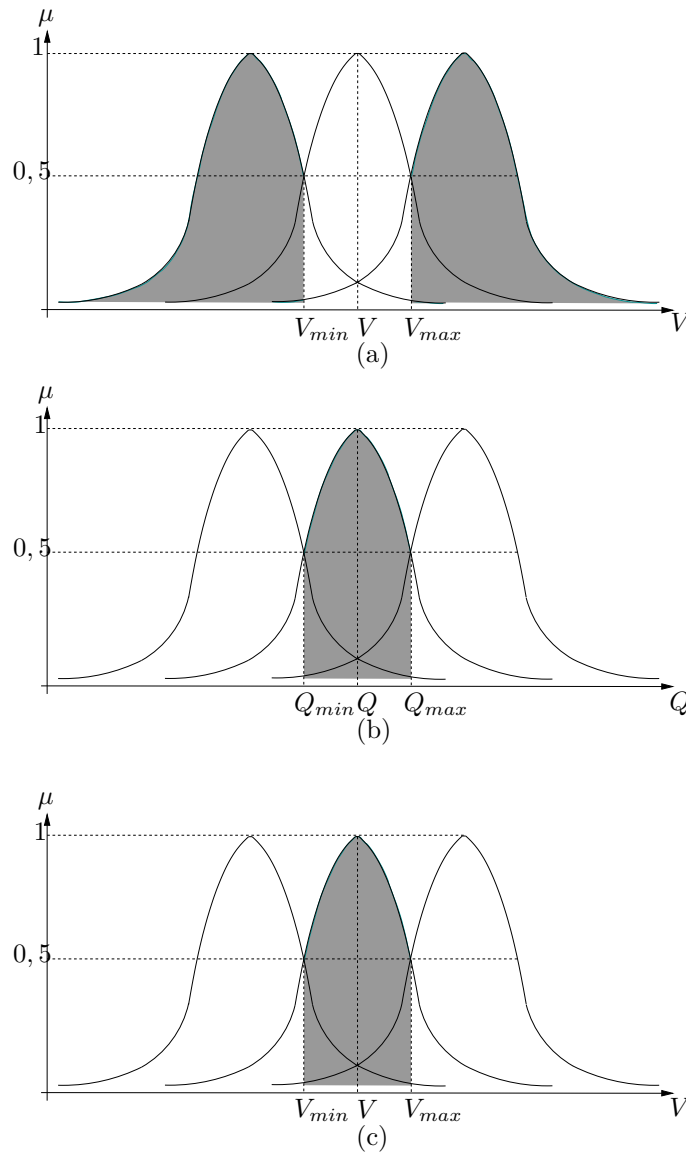 μ
1
0, 5
V_min V V_max V
(a)
μ
1
0, 5
Q_min Q Q_max Q
(b)
μ
1
0, 5
V_min V V_max V
(c)